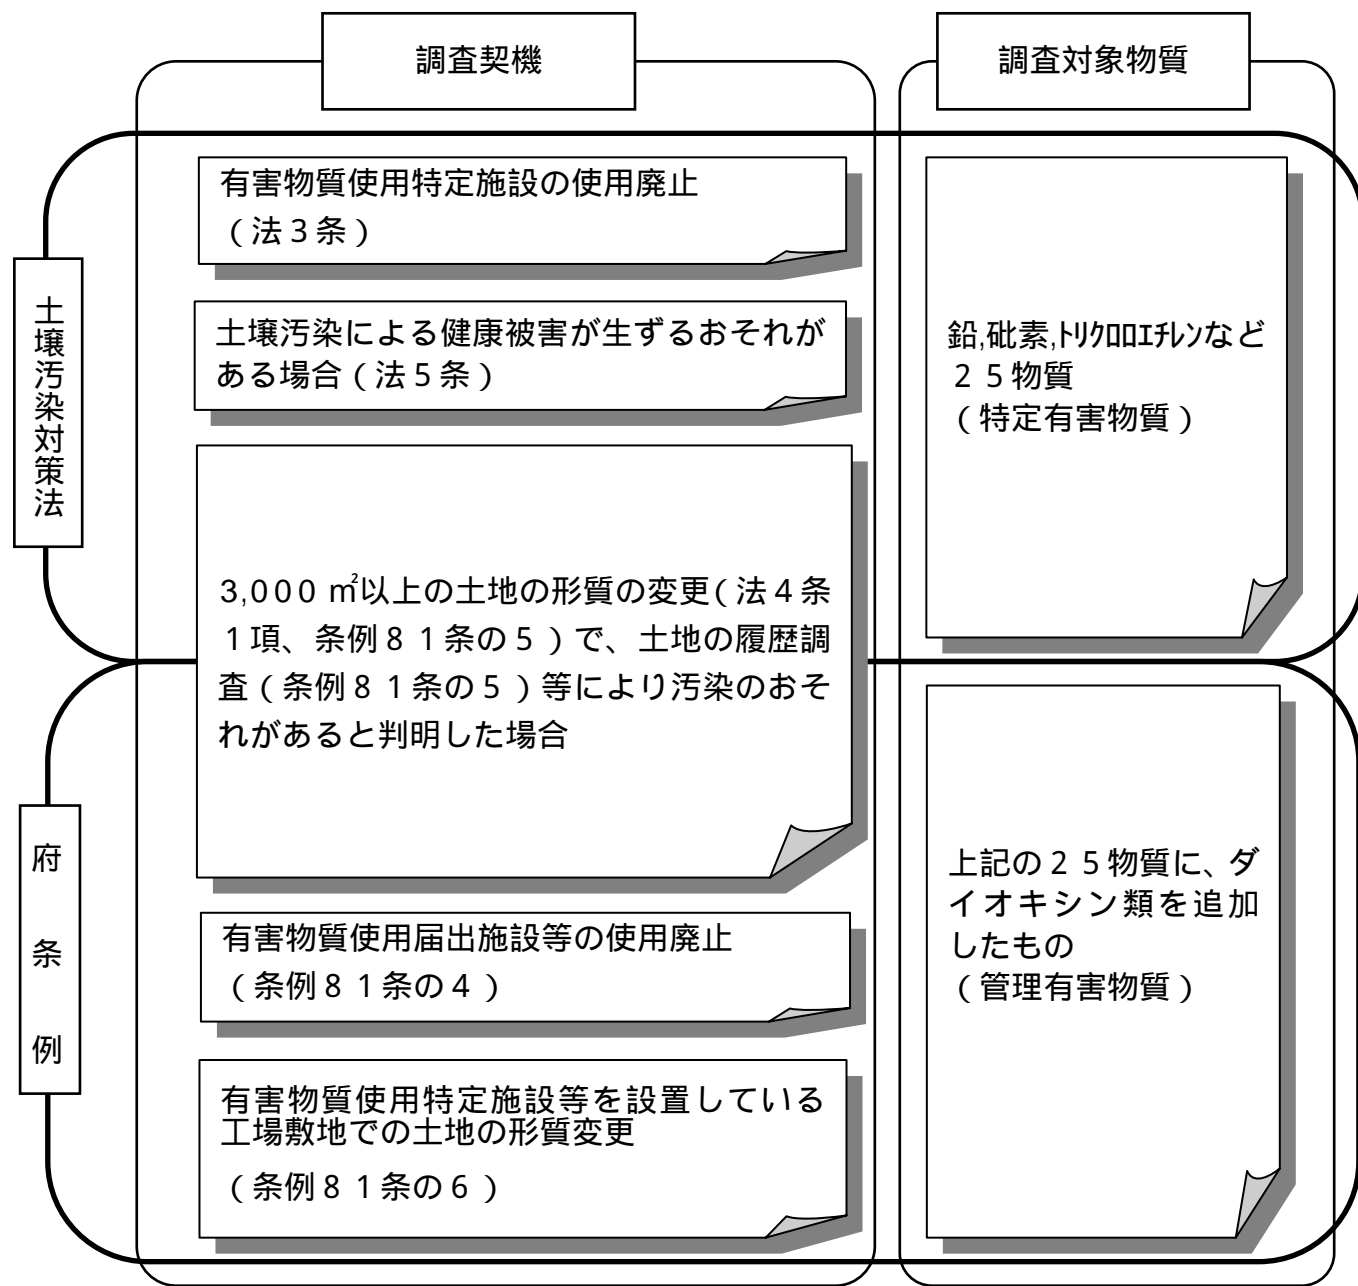 調査契機
調査対象物質
土壌汚染対策法
有害物質使用特定施設の使用廃止
(法3条)
土壌汚染による健康被害が生ずるおそれが
ある場合(法5条)
3,000 ㎡以上の土地の形質の変更(法4条
1項、条例81条の5)で、土地の履歴調
査(条例81条の5)等により汚染のおそ
れがあると判明した場合
鉛,砒素,ﾄﾘｸﾛﾛｴﾁﾚﾝなど
25物質
(特定有害物質)
府条例
有害物質使用届出施設等の使用廃止
(条例81条の4)
有害物質使用特定施設等を設置している
工場敷地での土地の形質変更
(条例81条の6)
上記の25物質に、ダ
イオキシン類を追加
したもの
(管理有害物質)